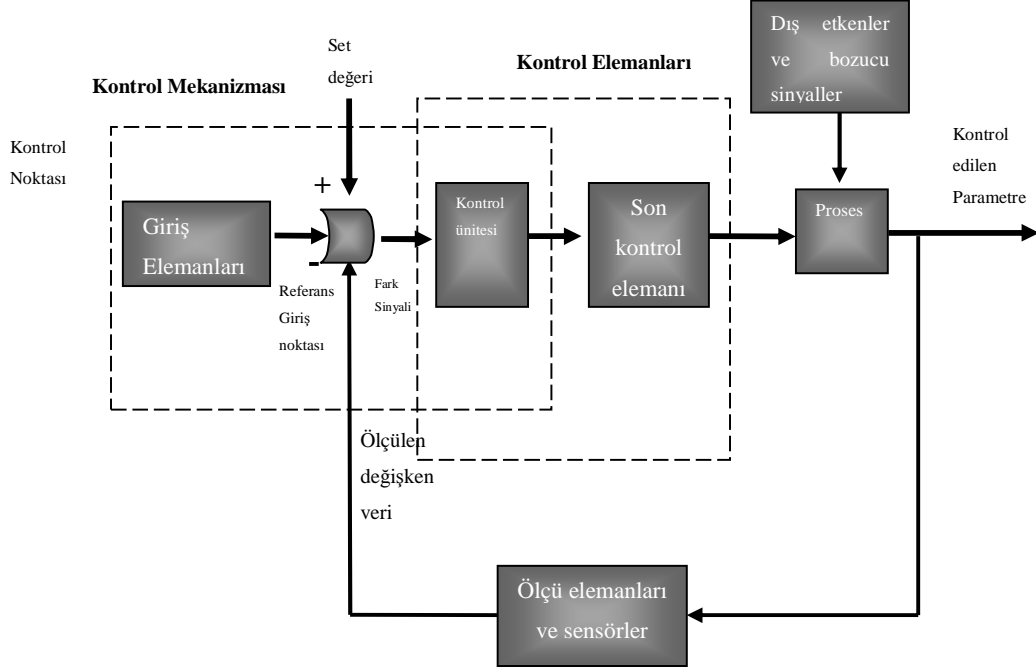 Dış etkenler
ve bozucu
sinyaller
Set
değeri
Kontrol Elemanları
Kontrol Mekanizması
Kontrol
Noktası
Kontrol
edilen
Parametre
+
Giriş
Elemanları
-
Referans
Giriş
noktası
Fark
Sinyali
Kontrol
ünitesi
Son
kontrol
elemanı
Proses
Ölçülen
değişken
veri
Ölçü elemanları
ve sensörler